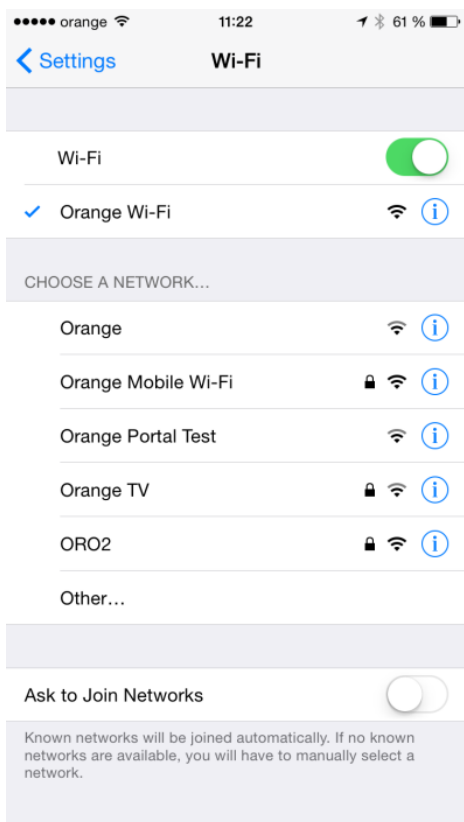 orange 11:22 61 %
Settings Wi-Fi
Wi-Fi
Orange Wi-Fi
CHOOSE A NETWORK...
Orange
Orange Mobile Wi-Fi
Orange Portal Test
Orange TV
ORO2
Other...
Ask to Join Networks
Known networks will be joined automatically. If no known
networks are available, you will have to manually select a
network.